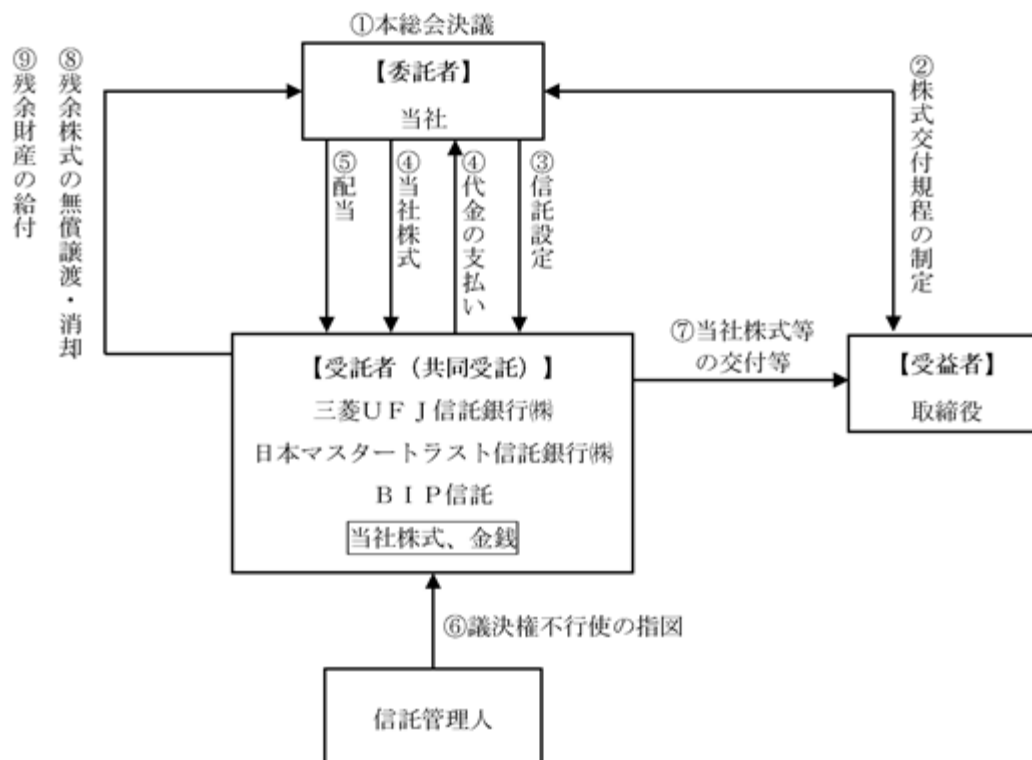 ①本総会決議
【委託者】
当社
⑨残余財産の給付
⑧残余株式の無償譲渡・消却
⑤配当
④当社株式
④代金の支払い
③信託設定
②株式交付規程の制定
【受託者（共同受託）】
三菱ＵＦＪ信託銀行㈱
日本マスタートラスト信託銀行㈱
ＢＩＰ信託
当社株式、金銭
⑦当社株式等
の交付等
【受益者】
取締役
⑥議決権不行使の指図
信託管理人